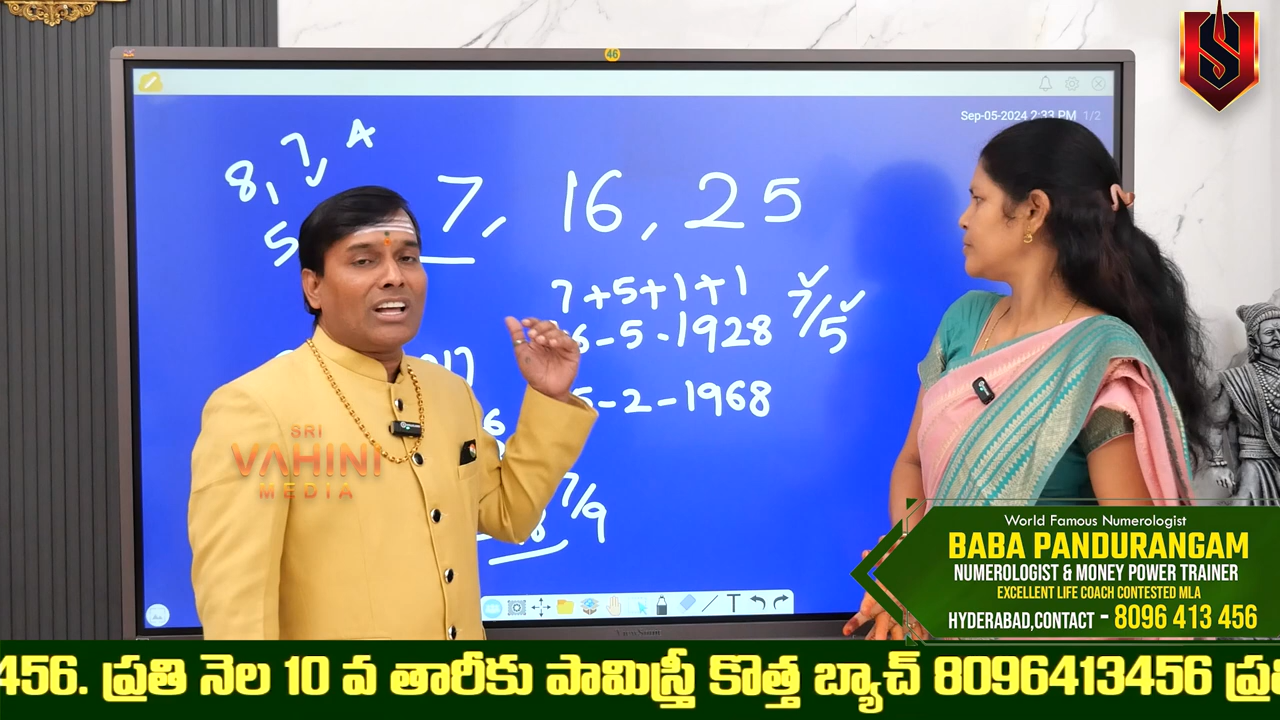 46
Sep-05-2024 2:33 PM 1/2
8, 7, A
5
7, 16, 25
7+5+1+1
6-5-1928 7/5
-2-1968
7/9
SRI
VAHINI
MEDIA
World Famous Numerologist
BABA PANDURANGAM
NUMEROLOGIST & MONEY POWER TRAINER
EXCELLENT LIFE COACH CONTESTED MLA
HYDERABAD,CONTACT - 8096 413 456
ViewSonic
456. ప్రతి నెల 10 వ తారీకు పామిస్త్రీ కొత్త బ్యాచ్ 8096413456 ప్ర